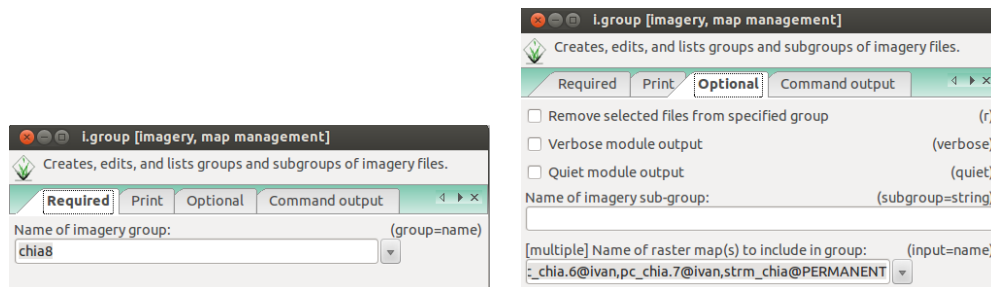 i.group [imagery, map management]
Creates, edits, and lists groups and subgroups of imagery files.
Required Print Optional Command output
Name of imagery group: (group=name)
chia8
i.group [imagery, map management]
Creates, edits, and lists groups and subgroups of imagery files.
Required Print Optional Command output
Remove selected files from specified group (r)
Verbose module output (verbose)
Quiet module output (quiet)
Name of imagery sub-group: (subgroup=string)
[multiple] Name of raster map(s) to include in group: (input=name)
:_chia.6@ivan,pc_chia.7@ivan,strm_chia@PERMANENT